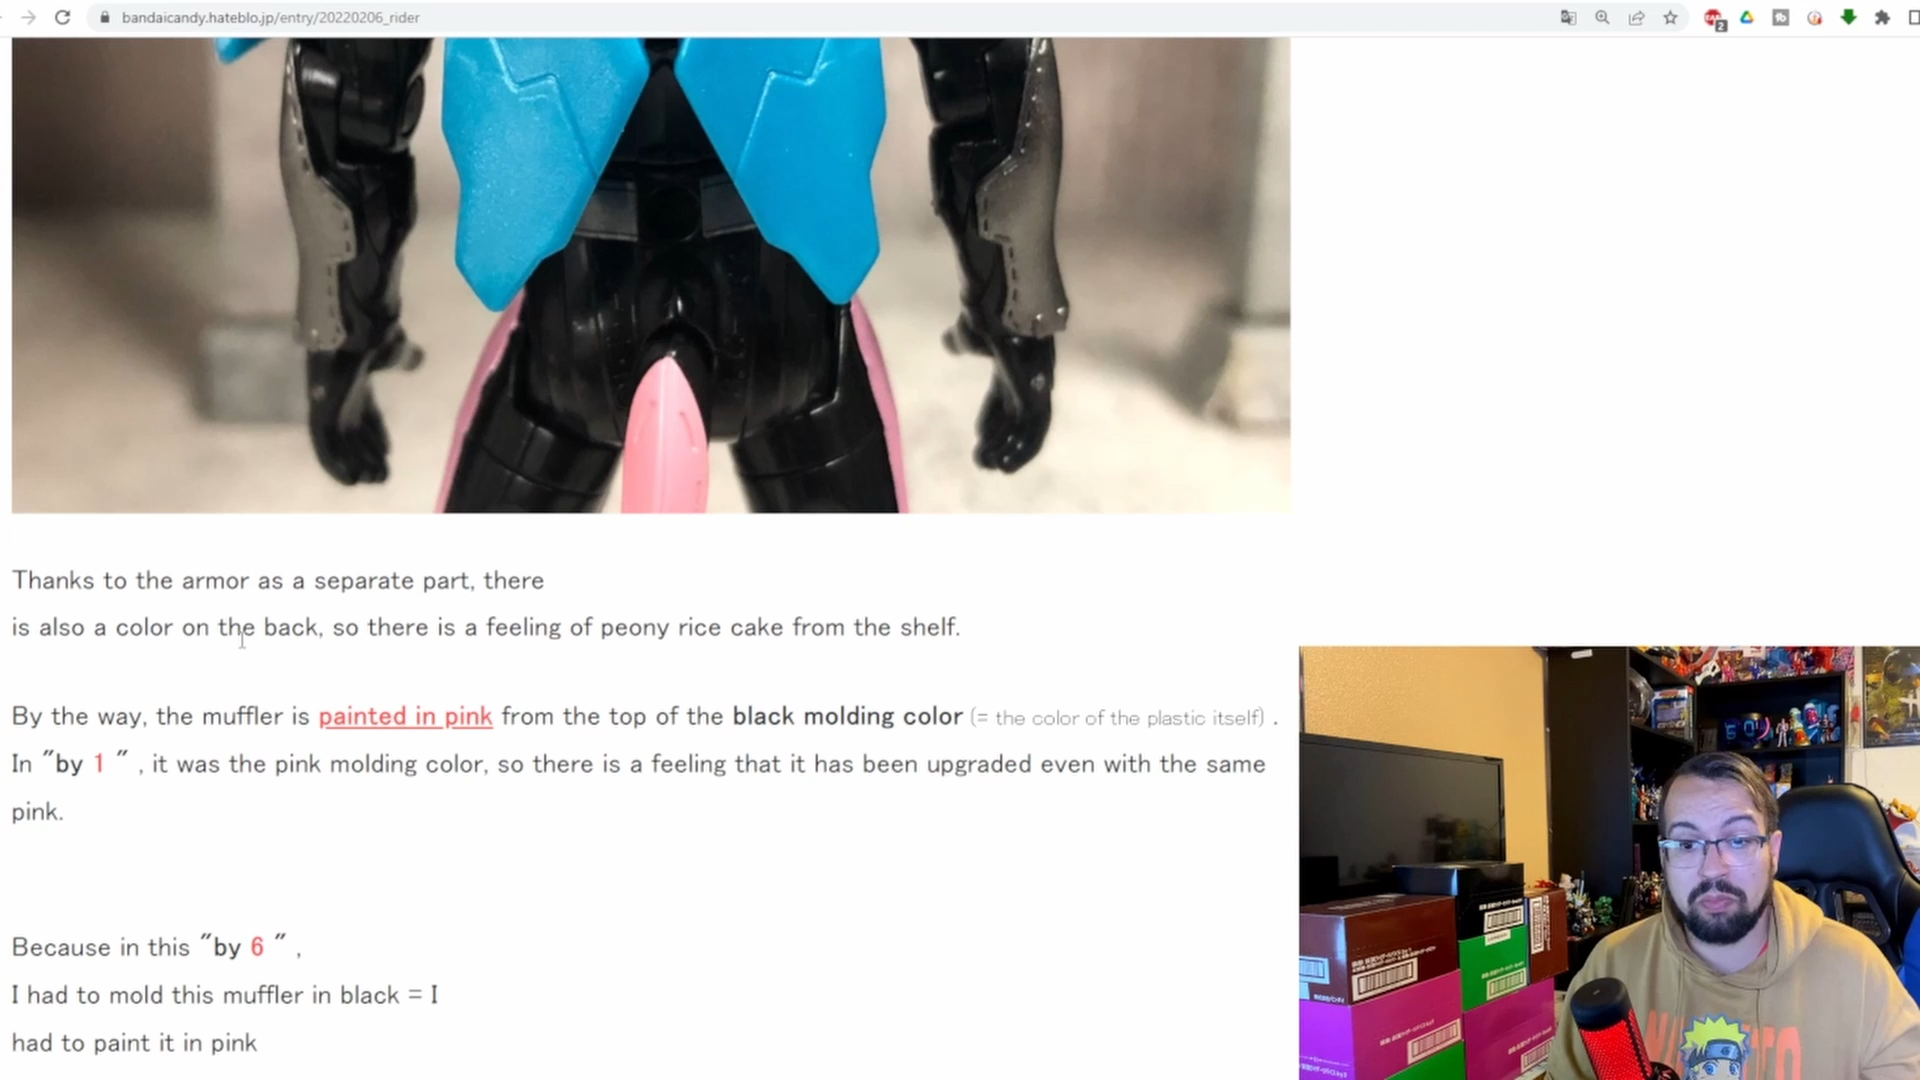 bandaicandy.hateblo.jp/entry/20220206_rider
2
Thanks to the armor as a separate part, there
is also a color on the back, so there is a feeling of peony rice cake from the shelf.
By the way, the muffler is painted in pink from the top of the black molding color (= the color of the plastic itself) .
In "by 1 " , it was the pink molding color, so there is a feeling that it has been upgraded even with the same
pink.
Because in this "by 6 " ,
I had to mold this muffler in black = I
had to paint it in pink